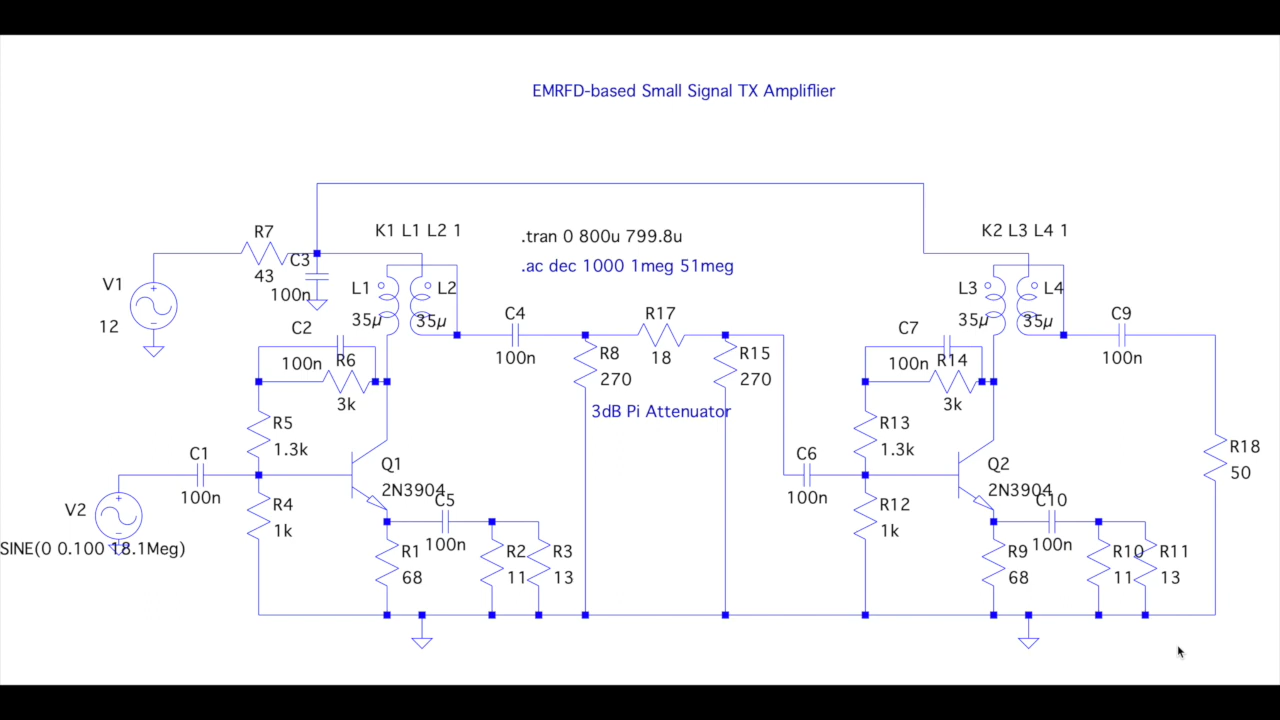 EMRFD-based Small Signal TX Ampliflier
R7
43
C3
100n
V1
12
K1 L1 L2 1
L1
35µ
L2
35µ
.tran 0 800u 799.8u
.ac dec 1000 1meg 51meg
K2 L3 L4 1
L3
35µ
L4
35µ
C2
100n
R6
3k
C4
100n
R17
18
R8
270
R15
270
3dB Pi Attenuator
C7
100n
R14
3k
C9
100n
R5
1.3k
C1
100n
R4
1k
V2
SINE(0 0.100 18.1Meg)
Q1
2N3904
C5
100n
R1
68
R2
11
R3
13
C6
100n
R13
1.3k
R12
1k
Q2
2N3904
C10
100n
R9
68
R10
11
R11
13
R18
50